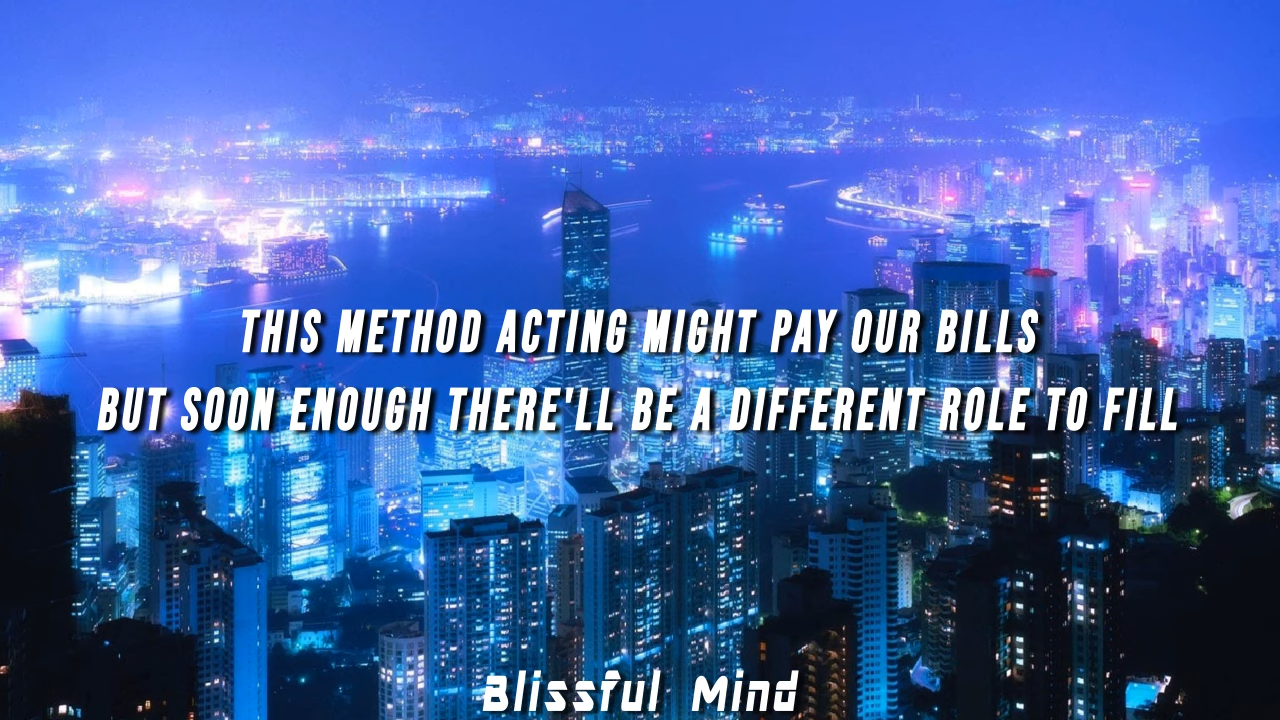 THIS METHOD ACTING MIGHT PAY OUR BILLS
BUT SOON ENOUGH THERE'LL BE A DIFFERENT ROLE TO FILL
Blissful Mind